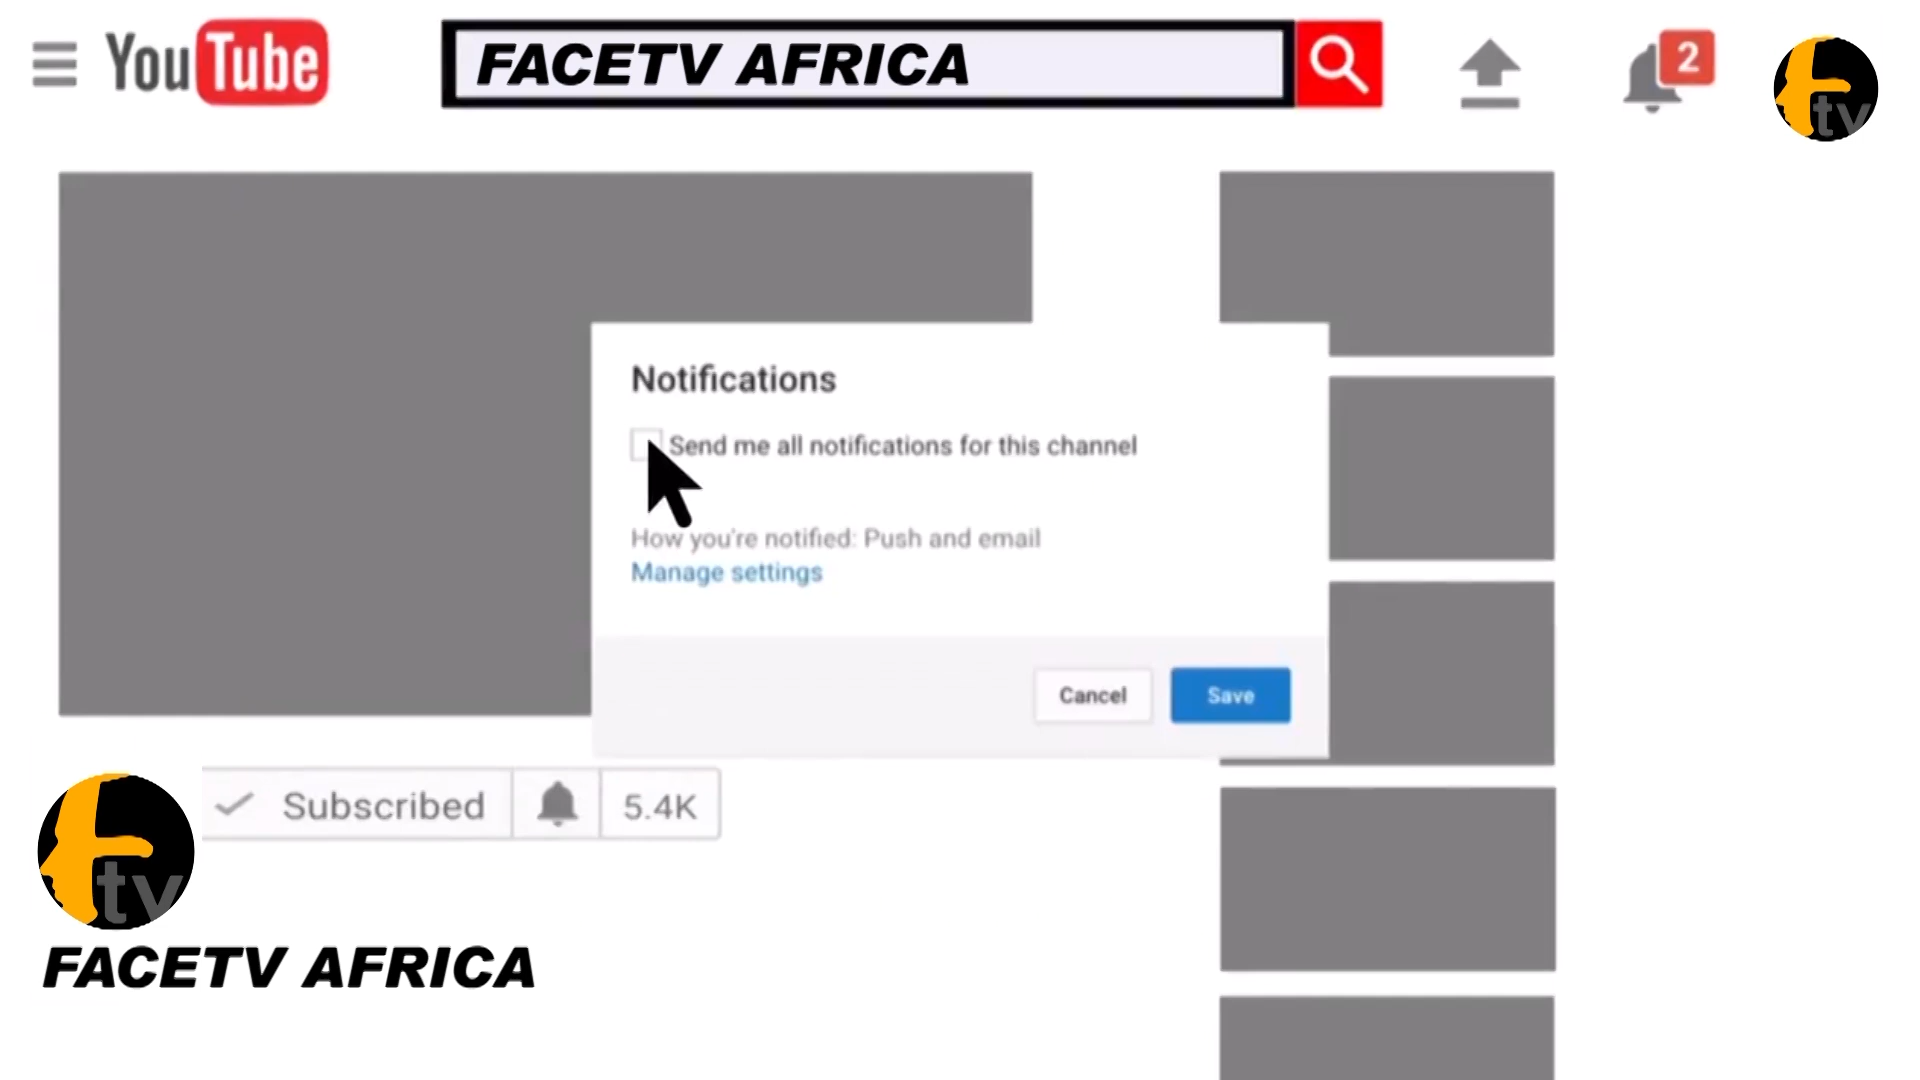 YouTube
FACETV AFRICA
2
tv
Notifications
Send me all notifications for this channel
How you're notified: Push and email
Manage settings
Cancel
Save
Subscribed
5.4K
tv
FACETV AFRICA